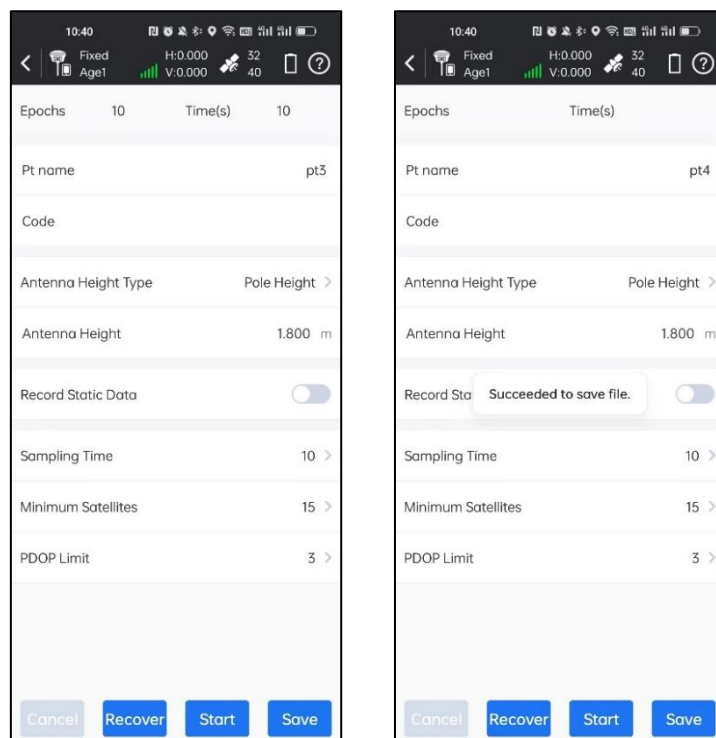 10:40
Fixed H:0.000 32
Age1 V:0.000 40
Epochs 10 Time(s) 10
Pt name pt3
Code
Antenna Height Type Pole Height
Antenna Height 1.800 m
Record Static Data
Sampling Time 10
Minimum Satellites 15
PDOP Limit 3
Cancel Recover Start Save
10:40
Fixed H:0.000 32
Age1 V:0.000 40
Epochs Time(s)
Pt name pt4
Code
Antenna Height Type Pole Height
Antenna Height 1.800 m
Record Sta
Succeeded to save file.
Sampling Time 10
Minimum Satellites 15
PDOP Limit 3
Cancel Recover Start Save